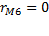 r_{M6} = 0